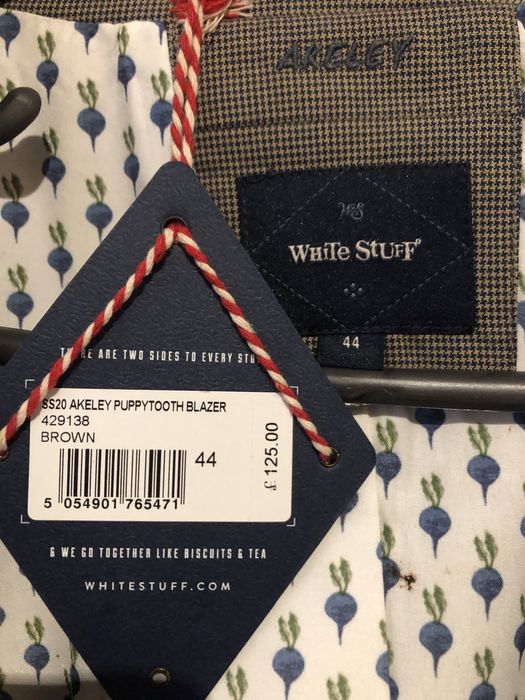 AKELEY
W&S
WHITE STUFF
44
THERE ARE TWO SIDES TO EVERY STO
SS20 AKELEY PUPPYTOOTH BLAZER
429138
BROWN
44
£ 125.00
5 054901 765471
& WE GO TOGETHER LIKE BISCUITS & TEA
WHITESTUFF.COM